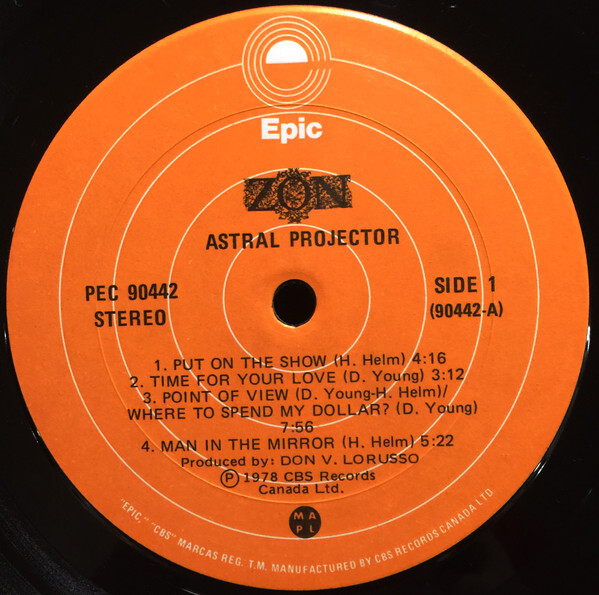 Epic
ZON
ASTRAL PROJECTOR
PEC 90442
STEREO
SIDE 1
(90442-A)
1. PUT ON THE SHOW (H. Helm) 4:16
2. TIME FOR YOUR LOVE (D. Young) 3:12
3. POINT OF VIEW (D. Young-H. Helm)/
WHERE TO SPEND MY DOLLAR? (D. Young)
7:56
4. MAN IN THE MIRROR (H. Helm) 5:22
Produced by: DON V. LORUSSO
Ⓟ 1978 CBS Records
Canada Ltd.
M A
P L
"EPIC," "CBS" MARCAS REG. T.M. MANUFACTURED BY CBS RECORDS CANADA LTD